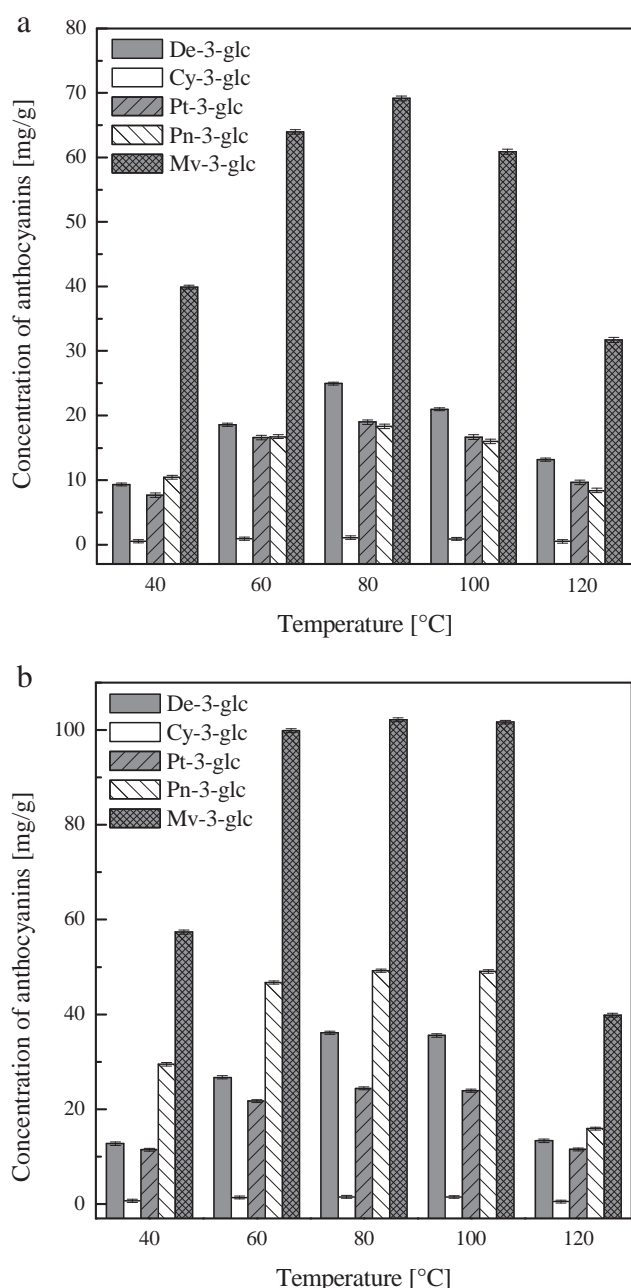 a
80
70
60
50
40
30
20
10
0
Concentration of anthocyanins [mg/g]
De-3-glc
Cy-3-glc
Pt-3-glc
Pn-3-glc
Mv-3-glc
40 60 80 100 120
Temperature [°C]
b
100
80
60
40
20
0
Concentration of anthocyanins [mg/g]
De-3-glc
Cy-3-glc
Pt-3-glc
Pn-3-glc
Mv-3-glc
40 60 80 100 120
Temperature [°C]